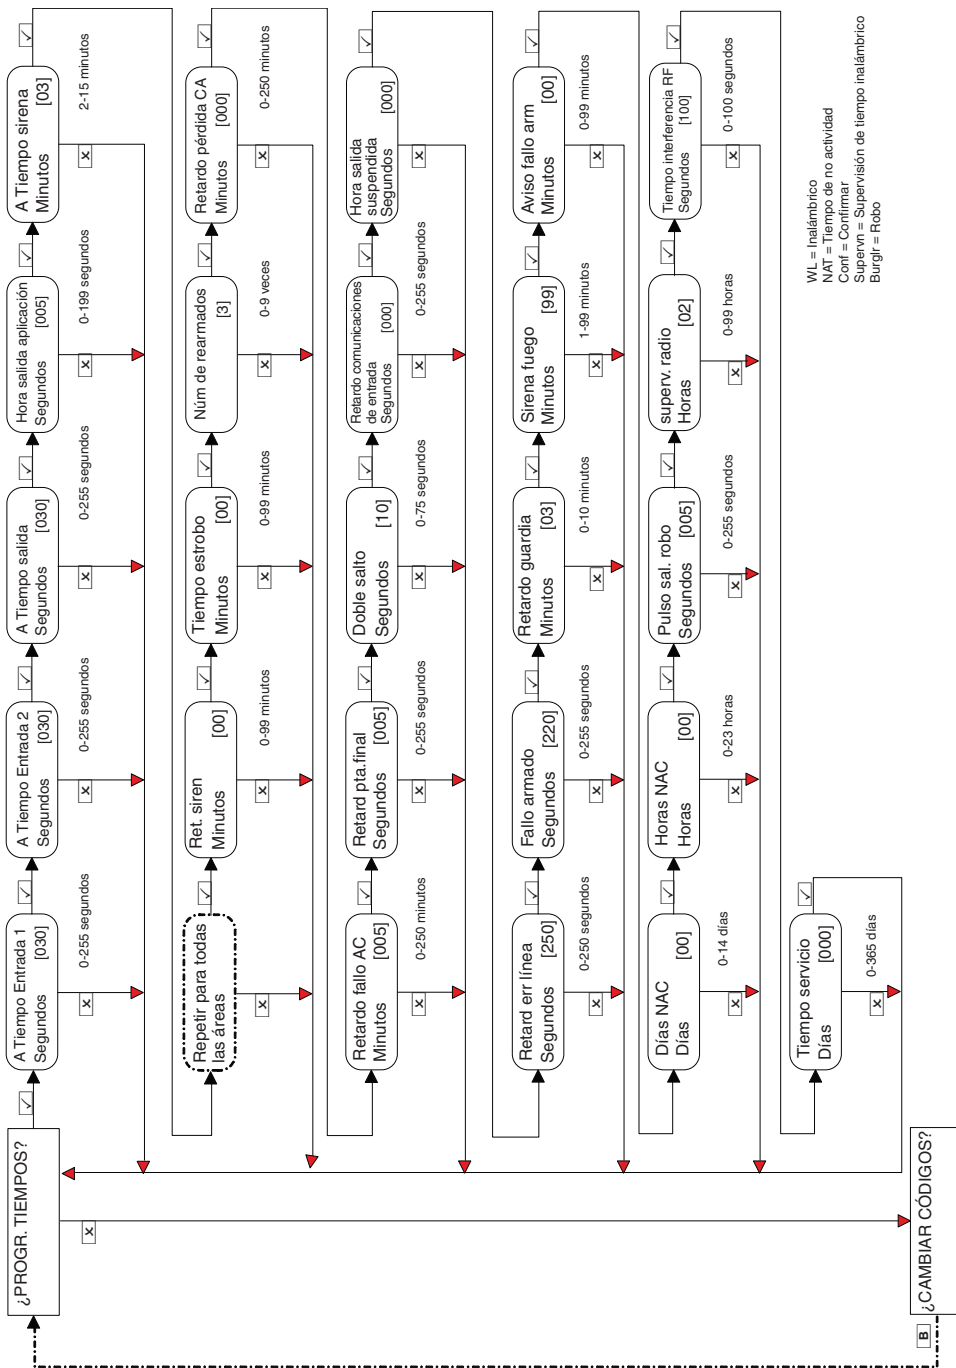 ¿PROGR. TIEMPOS?
A Tiempo Entrada 1
Segundos [030]
0-255 segundos
A Tiempo Entrada 2
Segundos [030]
0-255 segundos
A Tiempo salida
Segundos [030]
0-255 segundos
Hora salida aplicación
Segundos [005]
0-199 segundos
A Tiempo sirena
Minutos [03]
2-15 minutos
Repetir para todas
las áreas
Ret. siren
Minutos [00]
0-99 minutos
Tiempo estrobo
Minutos [00]
0-99 minutos
Núm de rearmados
[3]
0-9 veces
Retardo pérdida CA
Minutos [000]
0-250 minutos
Retardo fallo AC
Minutos [005]
0-250 minutos
Retard pta.final
Segundos [005]
0-255 segundos
Doble salto
Segundos [10]
0-75 segundos
Retardo comunicaciones
de entrada
Segundos [000]
0-255 segundos
Hora salida
suspendida
Segundos [000]
Retard err línea
Segundos [250]
0-250 segundos
Fallo armado
Segundos [220]
0-255 segundos
Retardo guardia
Minutos [03]
0-10 minutos
Sirena fuego
Minutos [99]
1-99 minutos
Aviso fallo arm
Minutos [00]
0-99 minutos
Días NAC
Días [00]
0-14 días
Horas NAC
Horas [00]
0-23 horas
Pulso sal. robo
Segundos [005]
0-255 segundos
superv. radio
Horas [02]
0-99 horas
Tiempo interferencia RF
Segundos [100]
0-100 segundos
Tiempo servicio
Días [000]
0-365 días
B
¿CAMBIAR CÓDIGOS?
WL = Inalámbrico
NAT = Tiempo de no actividad
Conf = Confirmar
Supervn = Supervisión de tiempo inalámbrico
Burglr = Robo